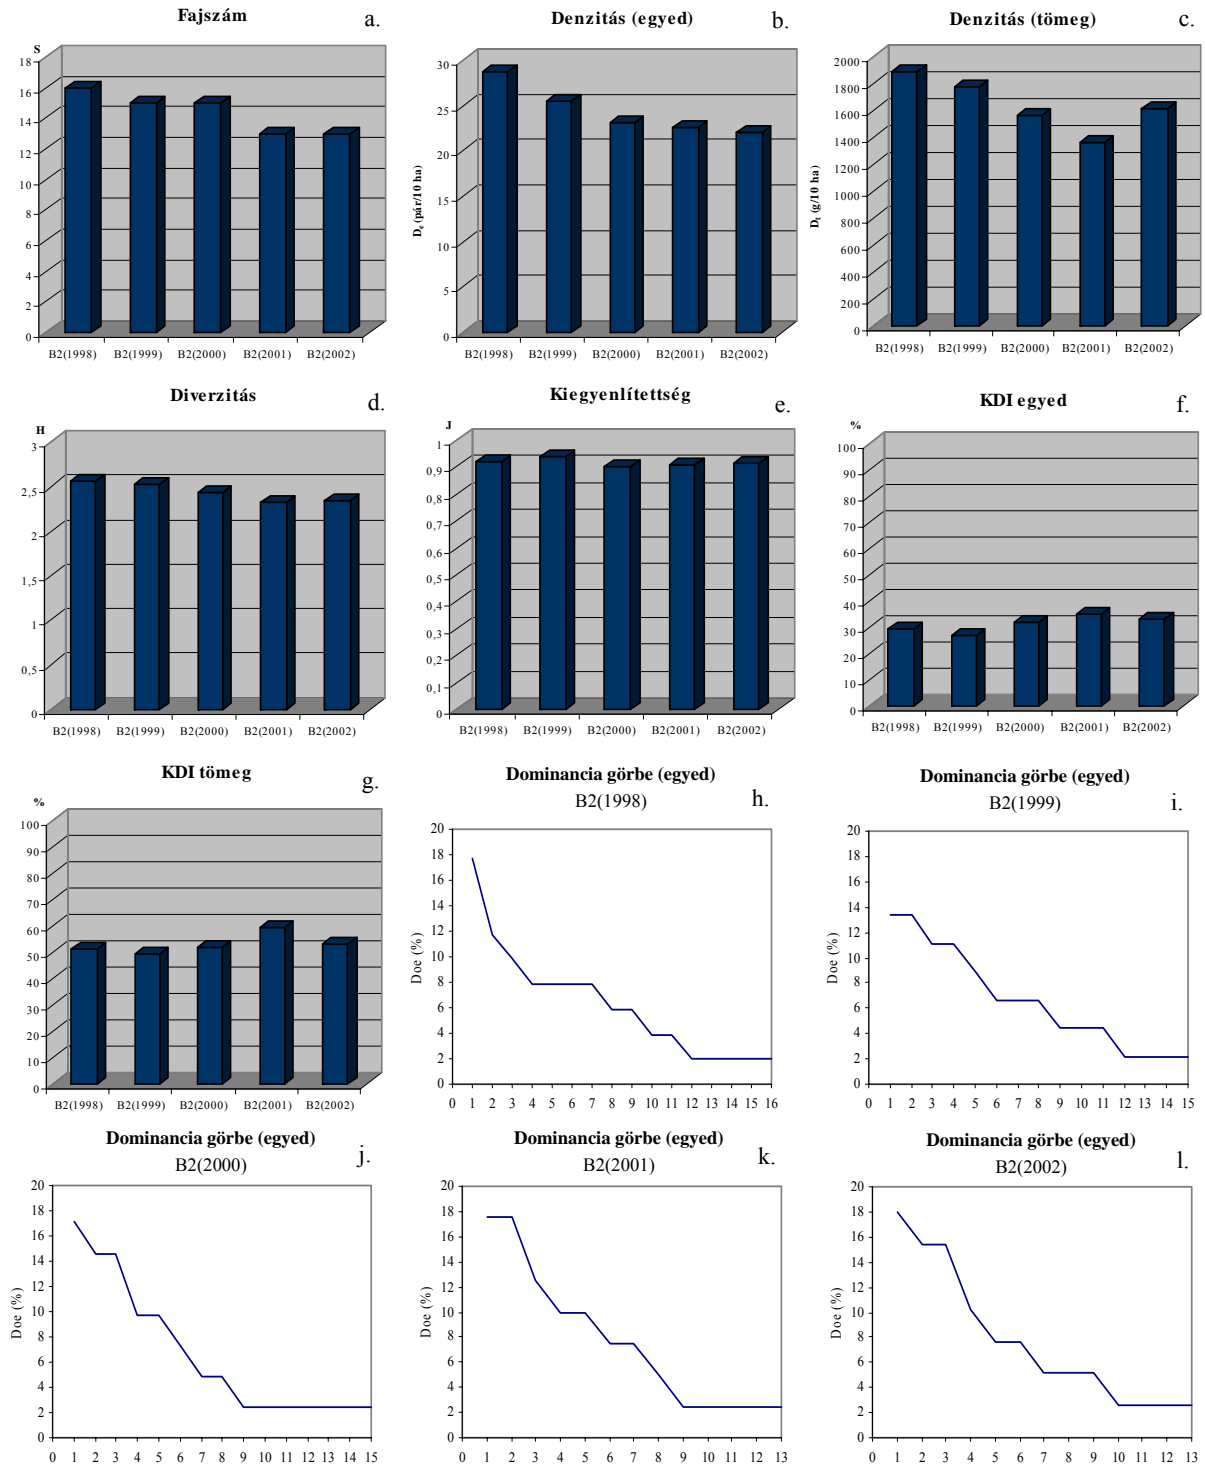 Fajszám
a.
S
18
16
14
12
10
8
6
4
2
0
B2(1998) B2(1999) B2(2000) B2(2001) B2(2002)
Denzitás (egyed)
b.
30
25
20
15
10
5
0
De (pár/10 ha)
B2(1998) B2(1999) B2(2000) B2(2001) B2(2002)
Denzitás (tömeg)
c.
2000
1800
1600
1400
1200
1000
800
600
400
200
0
Dt (g/10 ha)
B2(1998) B2(1999) B2(2000) B2(2001) B2(2002)
Diverzitás
d.
H
3
2,5
2
1,5
1
0,5
0
B2(1998) B2(1999) B2(2000) B2(2001) B2(2002)
Kiegyenlítettség
e.
J
1
0,9
0,8
0,7
0,6
0,5
0,4
0,3
0,2
0,1
0
B2(1998) B2(1999) B2(2000) B2(2001) B2(2002)
KDI egyed
f.
%
100
90
80
70
60
50
40
30
20
10
0
B2(1998) B2(1999) B2(2000) B2(2001) B2(2002)
KDI tömeg
g.
%
100
90
80
70
60
50
40
30
20
10
0
B2(1998) B2(1999) B2(2000) B2(2001) B2(2002)
Dominancia görbe (egyed)
B2(1998)
h.
20
18
16
14
12
10
8
6
4
2
0
Doe (%)
0 1 2 3 4 5 6 7 8 9 10 11 12 13 14 15 16
Dominancia görbe (egyed)
B2(1999)
i.
20
18
16
14
12
10
8
6
4
2
0
Doe (%)
0 1 2 3 4 5 6 7 8 9 10 11 12 13 14 15
Dominancia görbe (egyed)
B2(2000)
j.
20
18
16
14
12
10
8
6
4
2
0
Doe (%)
0 1 2 3 4 5 6 7 8 9 10 11 12 13 14 15
Dominancia görbe (egyed)
B2(2001)
k.
20
18
16
14
12
10
8
6
4
2
0
Doe (%)
0 1 2 3 4 5 6 7 8 9 10 11 12 13
Dominancia görbe (egyed)
B2(2002)
l.
20
18
16
14
12
10
8
6
4
2
0
Doe (%)
0 1 2 3 4 5 6 7 8 9 10 11 12 13